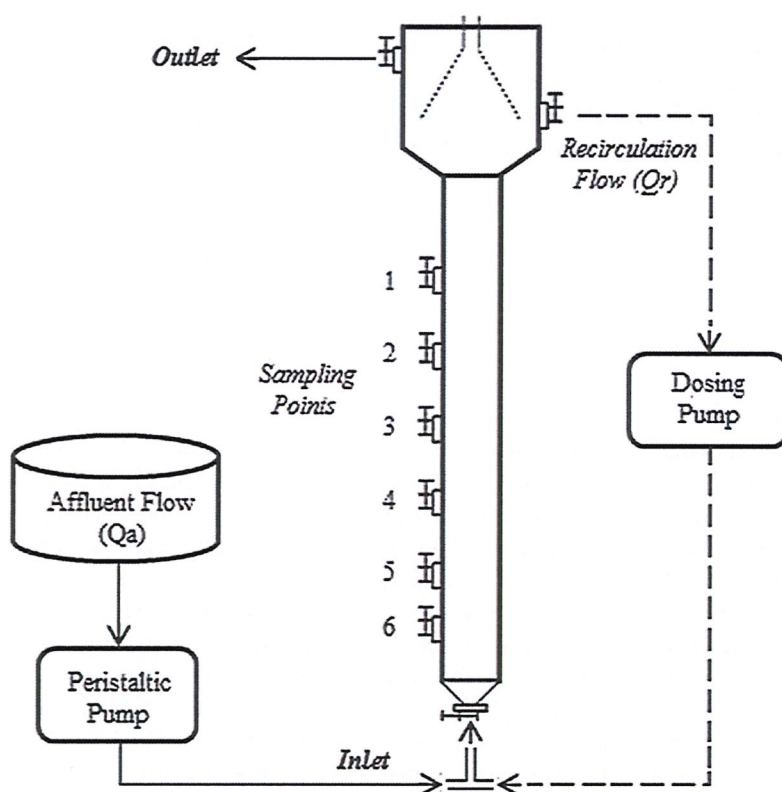 Outlet
Recirculation
Flow (Qr)
1
2
Sampling
Points
3
4
5
6
Dosing
Pump
Affluent Flow
(Qa)
Peristaltic
Pump
Inlet